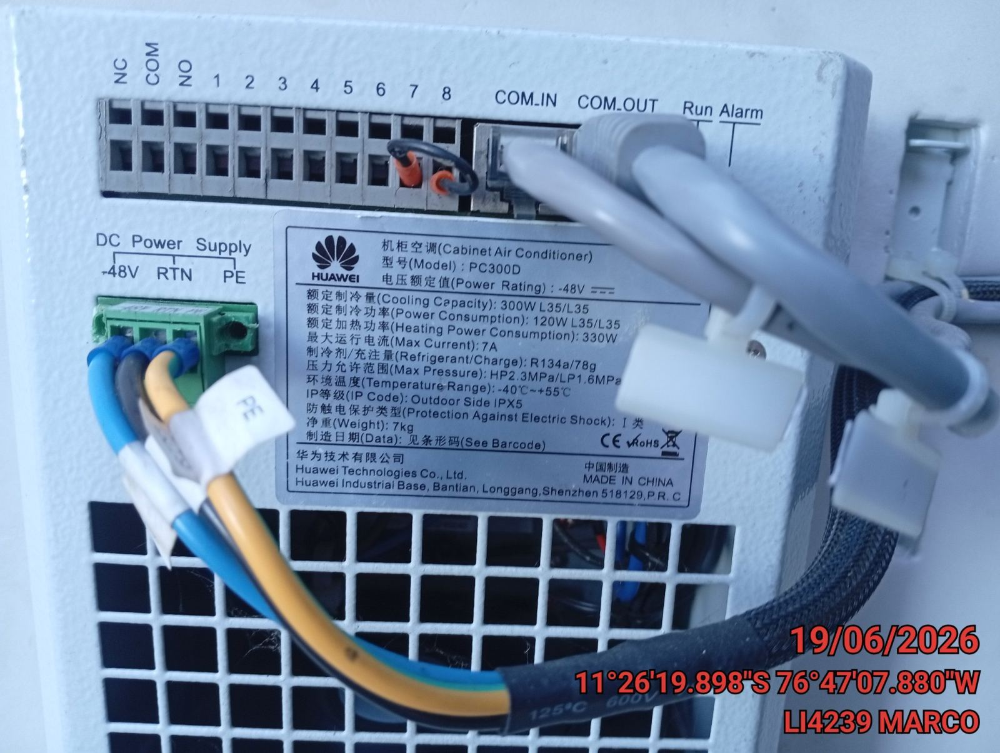 NC COM NO 1 2 3 4 5 6 7 8 COM_IN COM_OUT Run Alarm
DC Power Supply
-48V RTN PE
-48V RTN PE
PE
HUAWEI
机柜空调(Cabinet Air Conditioner)
型号(Model) : PC300D
电压额定值(Power Rating) : -48V
额定制冷量(Cooling Capacity): 300W L35/L35
额定制冷功率(Power Consumption): 120W L35/L35
额定加热功率(Heating Power Consumption): 330W
最大运行电流(Max Current): 7A
制冷剂/充注量(Refrigerant/Charge): R134a/78g
压力允许范围(Max Pressure): HP2.3MPa/LP1.6MPa
环境温度(Temperature Range): -40℃~+55℃
IP等级(IP Code): Outdoor Side IPX5
防触电保护类型(Protection Against Electric Shock): I 类
净重(Weight): 7kg
制造日期(Data): 见条形码(See Barcode)
CE RoHS
华为技术有限公司
Huawei Technologies Co., Ltd.
Huawei Industrial Base, Bantian, Longgang,Shenzhen 518129,P.R. C
中国制造
MADE IN CHINA
125°C 600V
19/06/2026
11°26'19.898"S 76°47'07.880"W
LI4239 MARCO